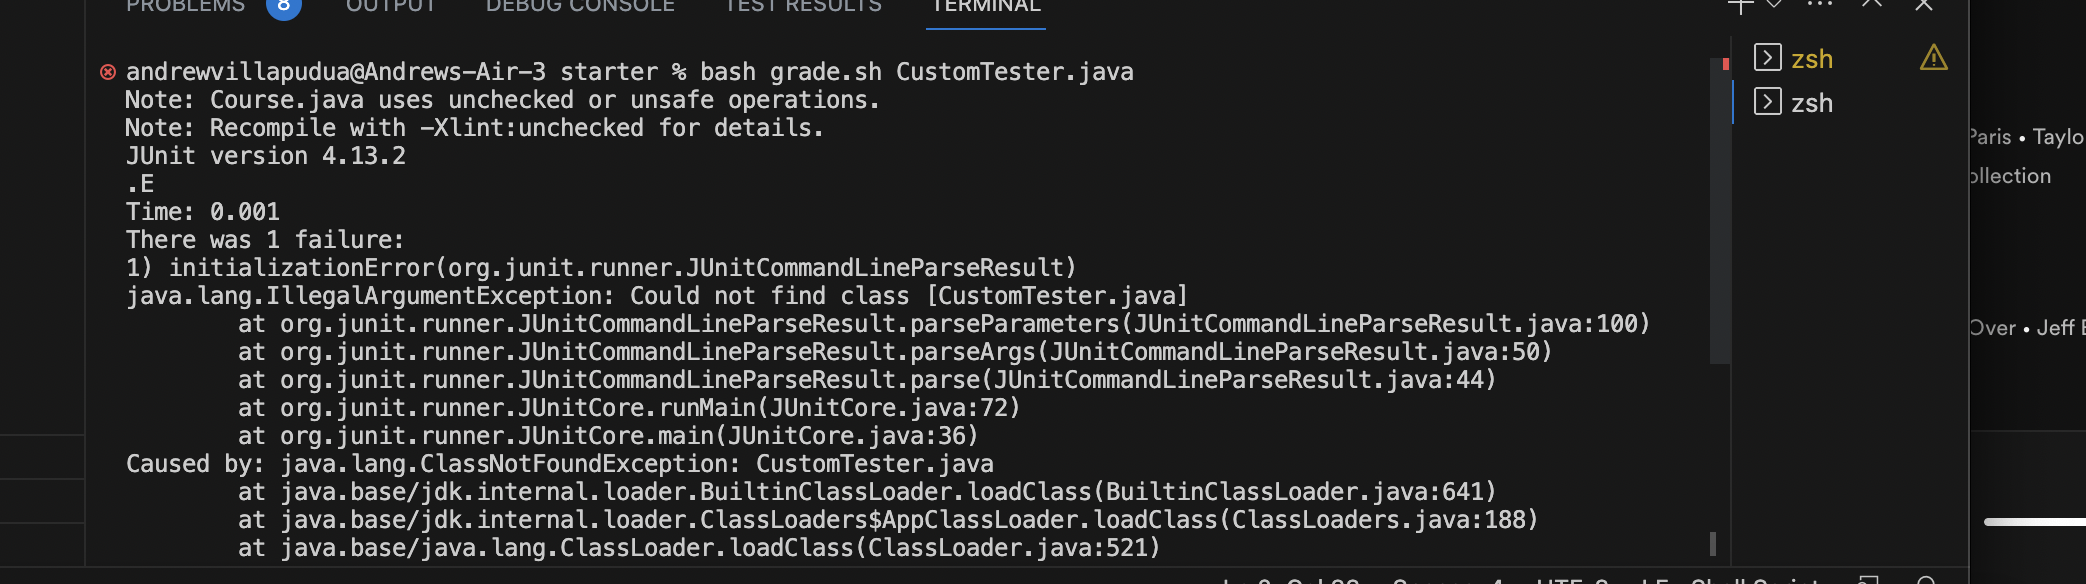 PROBLEMS 8 OUTPUT DEBUG CONSOLE TEST RESULTS TERMINAL
andrewvillapudua@Andrews-Air-3 starter % bash grade.sh CustomTester.java
Note: Course.java uses unchecked or unsafe operations.
Note: Recompile with -Xlint:unchecked for details.
JUnit version 4.13.2
.E
Time: 0.001
There was 1 failure:
1) initializationError(org.junit.runner.JUnitCommandLineParseResult)
java.lang.IllegalArgumentException: Could not find class [CustomTester.java]
at org.junit.runner.JUnitCommandLineParseResult.parseParameters(JUnitCommandLineParseResult.java:100)
at org.junit.runner.JUnitCommandLineParseResult.parseArgs(JUnitCommandLineParseResult.java:50)
at org.junit.runner.JUnitCommandLineParseResult.parse(JUnitCommandLineParseResult.java:44)
at org.junit.runner.JUnitCore.runMain(JUnitCore.java:72)
at org.junit.runner.JUnitCore.main(JUnitCore.java:36)
Caused by: java.lang.ClassNotFoundException: CustomTester.java
at java.base/jdk.internal.loader.BuiltinClassLoader.loadClass(BuiltinClassLoader.java:641)
at java.base/jdk.internal.loader.ClassLoaders$AppClassLoader.loadClass(ClassLoaders.java:188)
at java.base/java.lang.ClassLoader.loadClass(ClassLoader.java:521)
zsh
zsh
Paris • Taylo
ollection
Over • Jeff